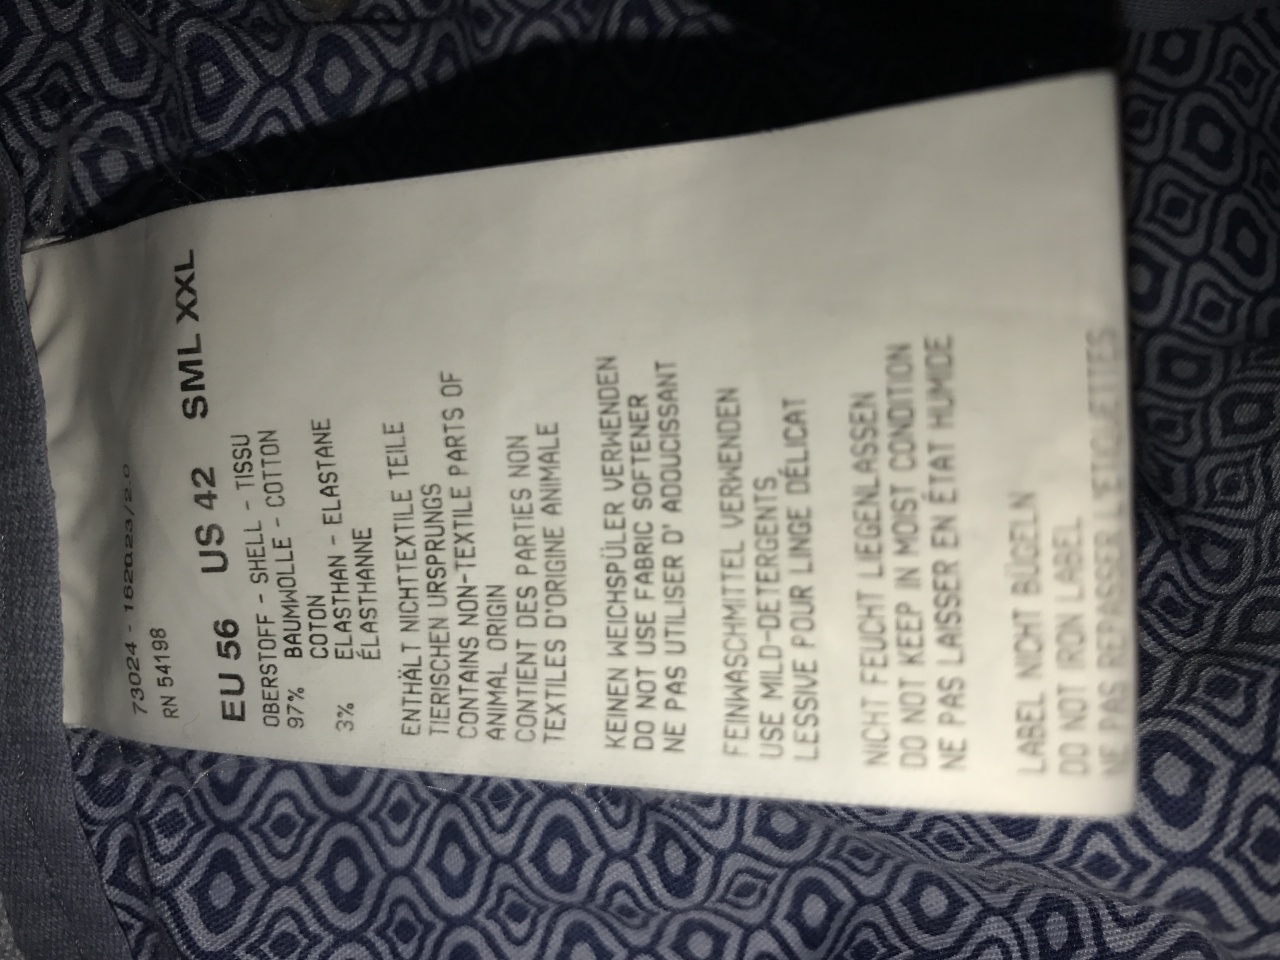 73024 - 162Q23/2.0
RN 54198
EU 56 US 42 SML XXL
OBERSTOFF - SHELL - TISSU
97% BAUMWOLLE - COTTON
COTON
3% ELASTHAN - ELASTANE
ÉLASTHANNE
ENTHÄLT NICHTTEXTILE TEILE
TIERISCHEN URSPRUNGS
CONTAINS NON-TEXTILE PARTS OF
ANIMAL ORIGIN
CONTIENT DES PARTIES NON
TEXTILES D'ORIGINE ANIMALE
KEINEN WEICHSPÜLER VERWENDEN
DO NOT USE FABRIC SOFTENER
NE PAS UTILISER D' ADOUCISSANT
FEINWASCHMITTEL VERWENDEN
USE MILD-DETERGENTS
LESSIVE POUR LINGE DÉLICAT
NICHT FEUCHT LIEGENLASSEN
DO NOT KEEP IN MOIST CONDITION
NE PAS LAISSER EN ÉTAT HUMIDE
LABEL NICHT BÜGELN
DO NOT IRON LABEL
NE PAS REPASSER L'ETIQUETTES